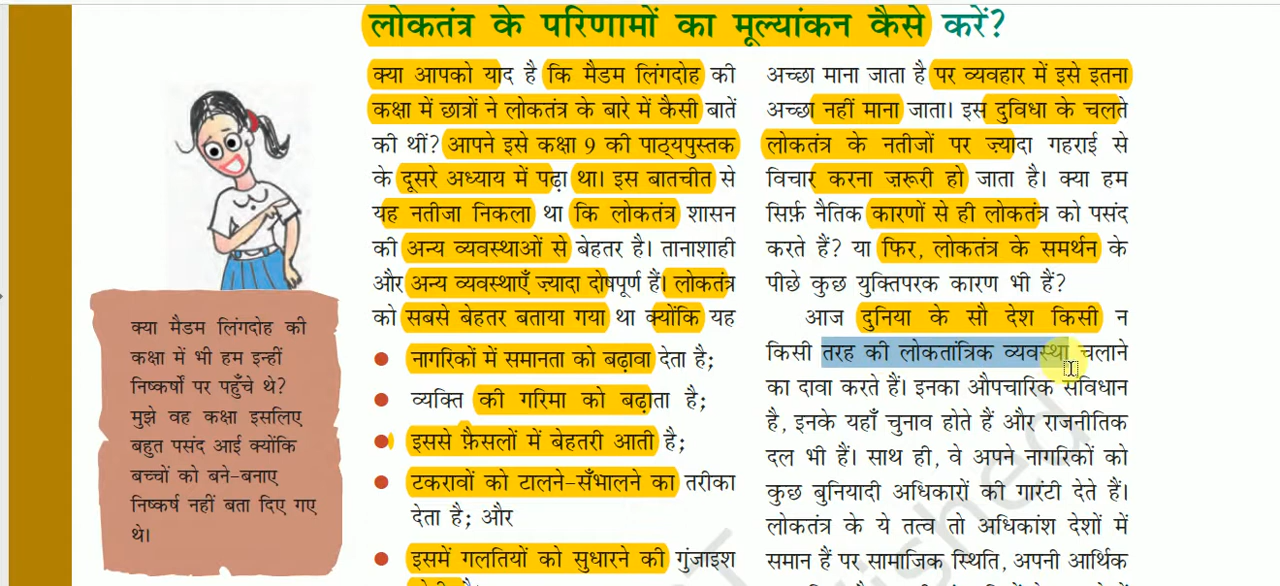 लोकतंत्र के परिणामों का मूल्यांकन कैसे करें?
क्या आपको याद है कि मैडम लिंगदोह की
कक्षा में छात्रों ने लोकतंत्र के बारे में कैसी बातें
की थीं? आपने इसे कक्षा 9 की पाठ्यपुस्तक
के दूसरे अध्याय में पढ़ा था। इस बातचीत से
यह नतीजा निकला था कि लोकतंत्र शासन
की अन्य व्यवस्थाओं से बेहतर है। तानाशाही
और अन्य व्यवस्थाएँ ज़्यादा दोषपूर्ण हैं। लोकतंत्र
को सबसे बेहतर बताया गया था क्योंकि यह
नागरिकों में समानता को बढ़ावा देता है;
व्यक्ति की गरिमा को बढ़ाता है;
इससे फ़ैसलों में बेहतरी आती है;
टकरावों को टालने-सँभालने का तरीका
देता है; और
इसमें गलतियों को सुधारने की गुंजाइश
अच्छा माना जाता है पर व्यवहार में इसे इतना
अच्छा नहीं माना जाता। इस दुविधा के चलते
लोकतंत्र के नतीजों पर ज़्यादा गहराई से
विचार करना ज़रूरी हो जाता है। क्या हम
सिर्फ़ नैतिक कारणों से ही लोकतंत्र को पसंद
करते हैं? या फिर, लोकतंत्र के समर्थन के
पीछे कुछ युक्तिपरक कारण भी हैं?
आज दुनिया के सौ देश किसी न
किसी तरह की लोकतांत्रिक व्यवस्था चलाने
का दावा करते हैं। इनका औपचारिक संविधान
है, इनके यहाँ चुनाव होते हैं और राजनीतिक
दल भी हैं। साथ ही, वे अपने नागरिकों को
कुछ बुनियादी अधिकारों की गारंटी देते हैं।
लोकतंत्र के ये तत्व तो अधिकांश देशों में
समान हैं पर सामाजिक स्थिति, अपनी आर्थिक
क्या मैडम लिंगदोह की
कक्षा में भी हम इन्हीं
निष्कर्षों पर पहुँचे थे?
मुझे वह कक्षा इसलिए
बहुत पसंद आई क्योंकि
बच्चों को बने-बनाए
निष्कर्ष नहीं बता दिए गए
थे।